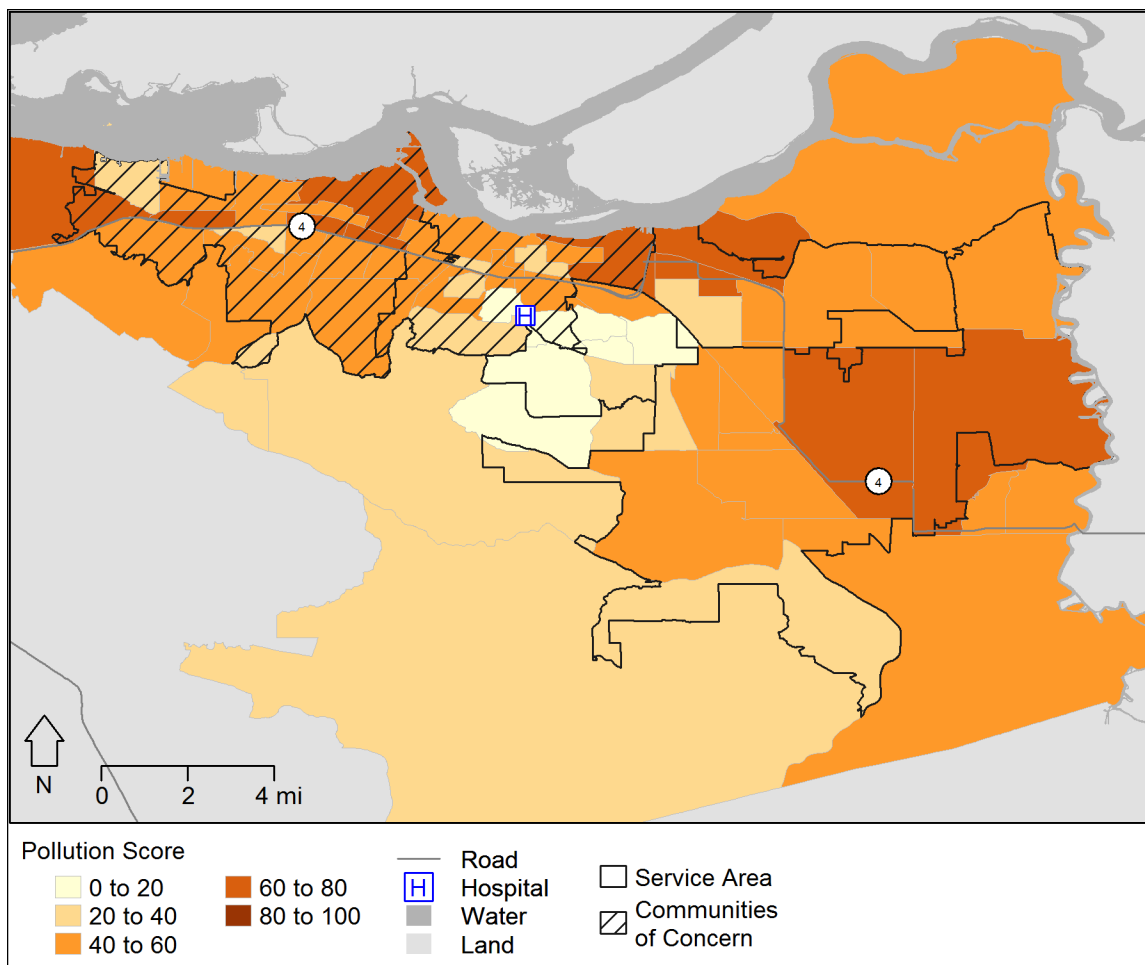 4
H
4
N
0 2 4 mi
Pollution Score
0 to 20
20 to 40
40 to 60
60 to 80
80 to 100
Road
H Hospital
Water
Land
Service Area
Communities
of Concern